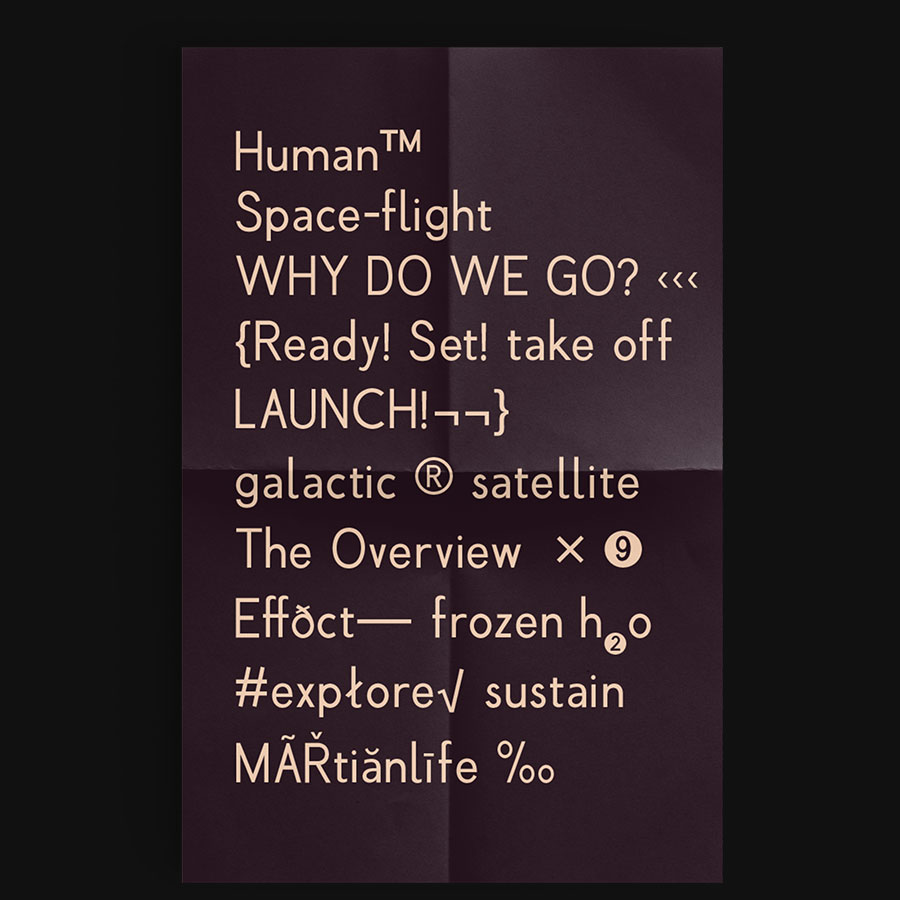 Human™
Space-flight
WHY DO WE GO? ‹‹‹
{Ready! Set! take off
LAUNCH!¬¬}
galactic ® satellite
The Overview × ❾
Effðct— frozen h₂o
#expłore√ sustain
MÃŘtiănlīfe ‰